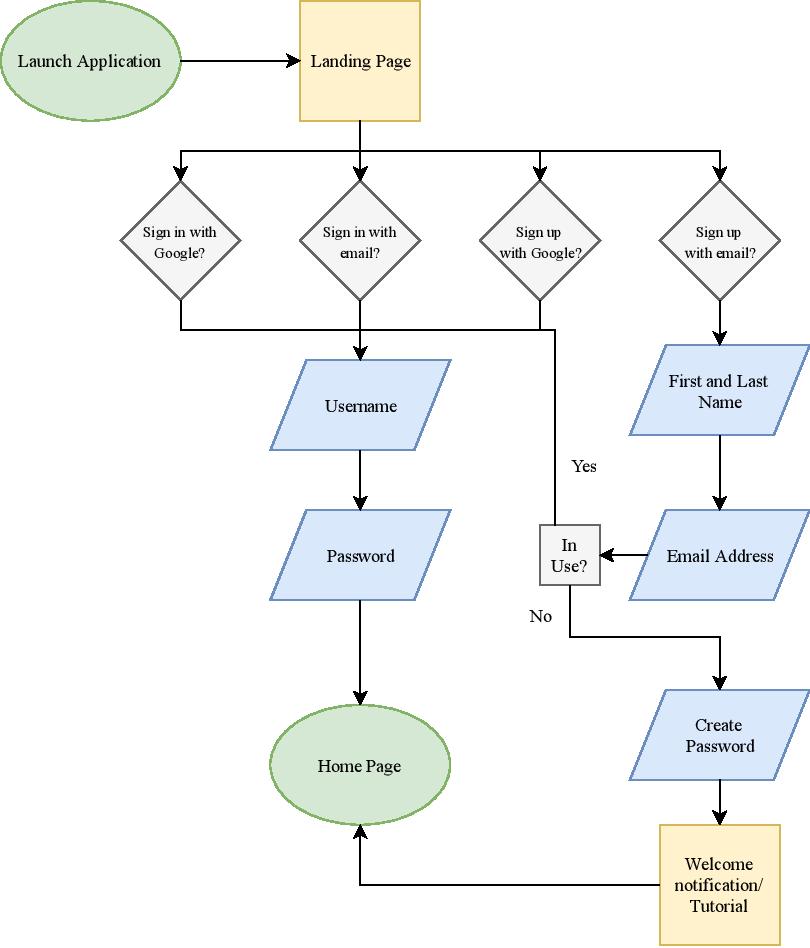 Launch Application
Landing Page
Sign in with
Google?
Sign in with
email?
Sign up
with Google?
Sign up
with email?
Username
First and Last
Name
Yes
Password
In
Use?
Email Address
No
Create
Password
Home Page
Welcome
notification/
Tutorial